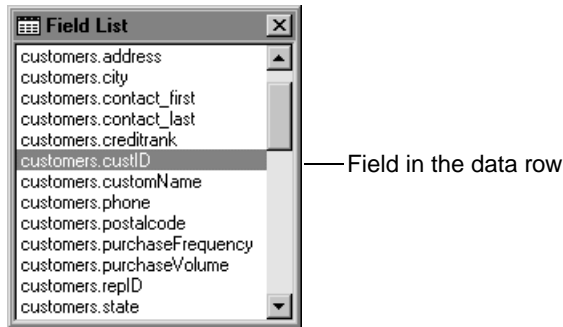 Field List
customers.address
customers.city
customers.contact_first
customers.contact_last
customers.creditrank
customers.custID
Field in the data row
customers.customName
customers.phone
customers.postalcode
customers.purchaseFrequency
customers.purchaseVolume
customers.repID
customers.state